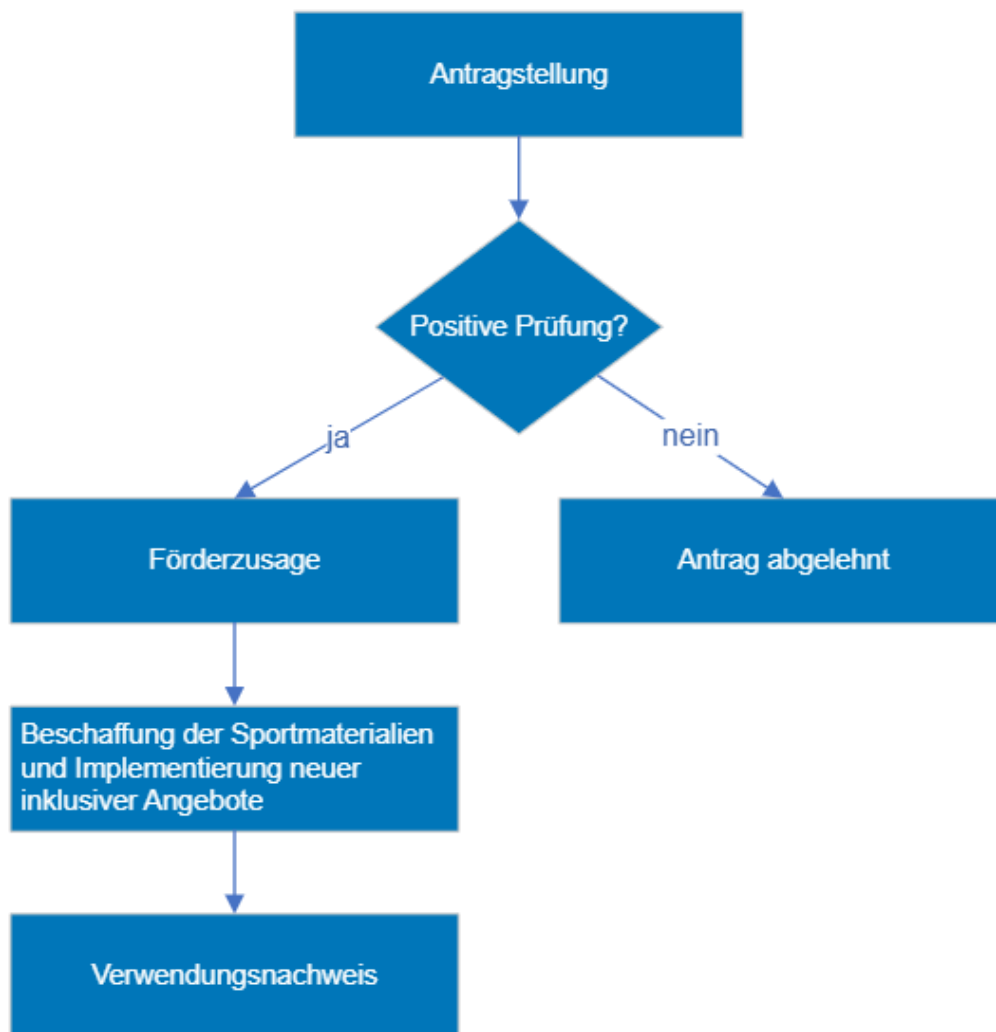 Antragstellung
Positive Prüfung?
ja
nein
Förderzusage
Antrag abgelehnt
Beschaffung der Sportmaterialien
und Implementierung neuer
inklusiver Angebote
Verwendungsnachweis